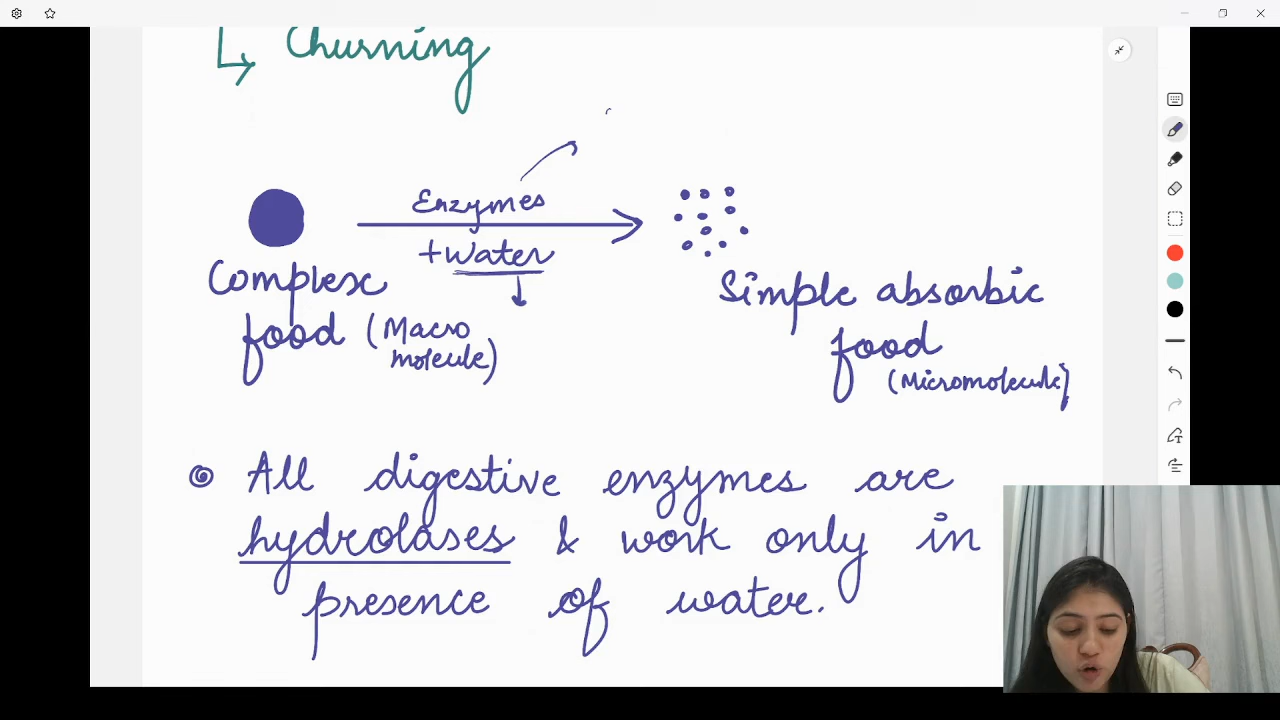 ↳ Churning
Enzymes
+Water
Complex
food (Macro
molecule)
Simple absorbic
food
(Micromolecule)
All digestive enzymes are
hydrolases & work only in
presence of water.